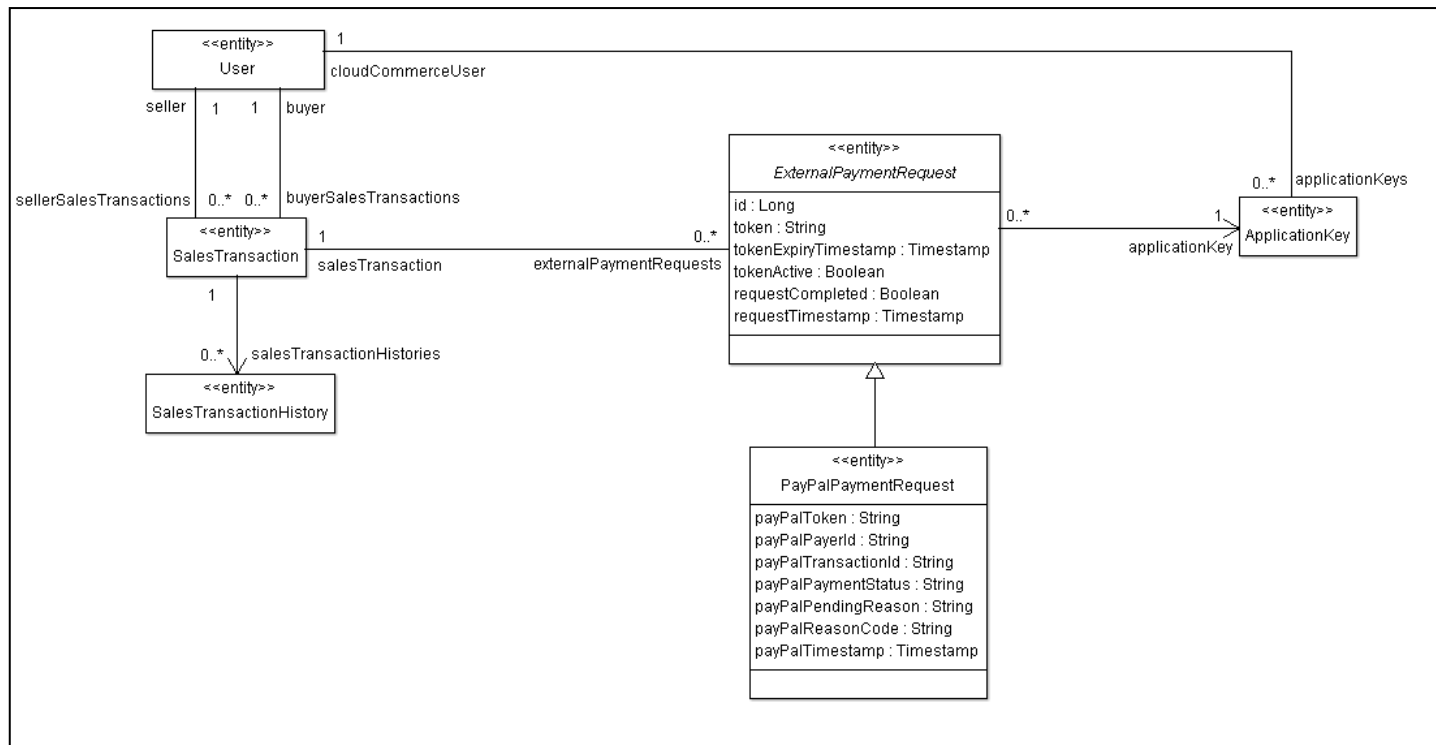 <<entity>>
User
1
cloudCommerceUser
seller
1
1
buyer
sellerSalesTransactions
0..*
0..*
buyerSalesTransactions
<<entity>>
SalesTransaction
1
salesTransaction
0..*
externalPaymentRequests
1
0..*
salesTransactionHistories
<<entity>>
SalesTransactionHistory
<<entity>>
ExternalPaymentRequest
id : Long
token : String
tokenExpiryTimestamp : Timestamp
tokenActive : Boolean
requestCompleted : Boolean
requestTimestamp : Timestamp
0..*
1
applicationKey
0..*
applicationKeys
<<entity>>
ApplicationKey
<<entity>>
PayPalPaymentRequest
payPalToken : String
payPalPayerId : String
payPalTransactionId : String
payPalPaymentStatus : String
payPalPendingReason : String
payPalReasonCode : String
payPalTimestamp : Timestamp